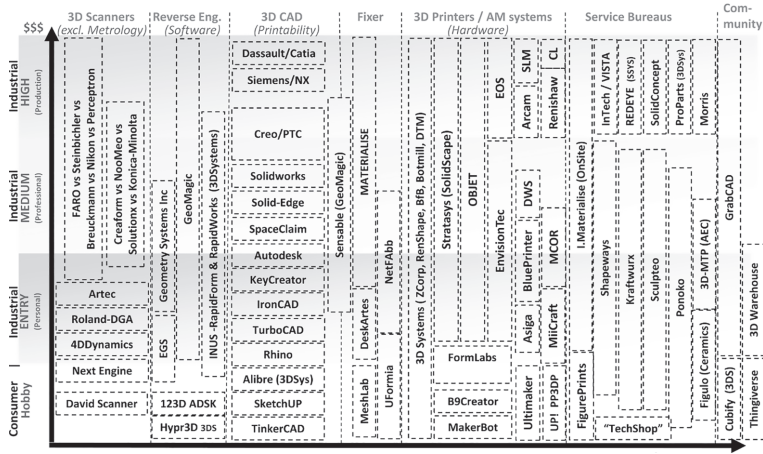 3D Scanners
(excl. Metrology)
Reverse Eng.
(Software)
3D CAD
(Printability)
Fixer
3D Printers / AM systems
(Hardware)
Service Bureaus
Com-
munity
$$$
Industrial
HIGH
(Production)
Industrial
MEDIUM
(Professional)
Industrial
ENTRY
(Personal)
Consumer
Hobby
FARO vs Steinbichler vs
Breuckmann vs Nikon vs Perceptron
Creaform vs NooMeo vs
Solutionx vs Konica-Minolta
Artec
Roland-DGA
4DDynamics
Next Engine
David Scanner
Geometry Systems Inc
EGS
GeoMagic
INUS -RapidForm & RapidWorks (3DSystems)
123D ADSK
Hypr3D 3DS
Dassault/Catia
Siemens/NX
Creo/PTC
Solidworks
Solid-Edge
SpaceClaim
Autodesk
KeyCreator
IronCAD
TurboCAD
Rhino
Alibre (3DSys)
SketchUP
TinkerCAD
Sensable (GeoMagic)
MATERIALISE
DeskArtes
MeshLab
NetFAbb
UFormia
3D Systems ( ZCorp, RenShape, BfB, Botmill, DTM)
Stratasys (SolidScape)
OBJET
EOS
EnvisionTec
FormLabs
B9Creator
MakerBot
SLM
Arcam
DWS
BluePrinter
Asiga
Ultimaker
CL
Renishaw
MCOR
MiiCraft
UP! PP3DP
I.Materialise (OnSite)
FigurePrints
InTech / VISTA
REDEYE (SSYS)
SolidConcept
ProParts (3DSys)
Morris
Shapeways
Kraftwurx
Sculpteo
Ponoko
3D-MTP (AEC)
Figulo (Ceramics)
"TechShop"
GrabCAD
Cubify (3DS)
3D Warehouse
Thingiverse